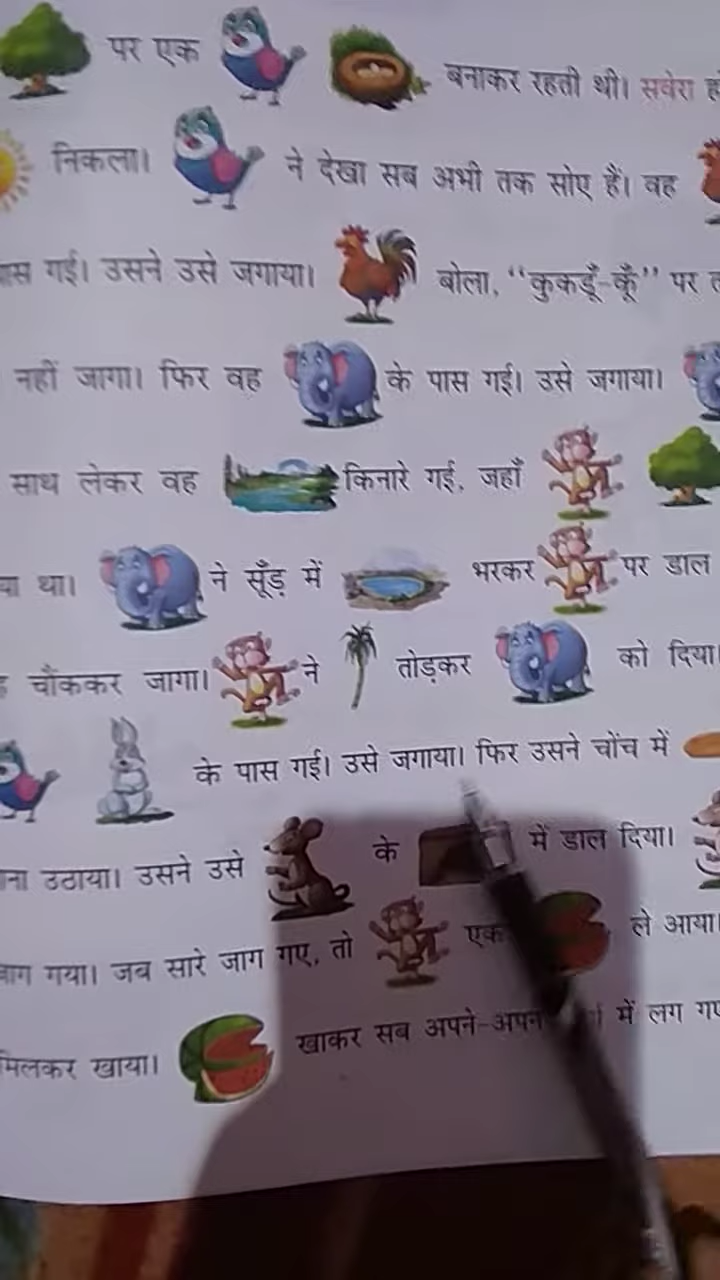 पर एक बनाकर रहती थी। सवेरा
निकला। ने देखा सब अभी तक सोए हैं। वह
गई। उसने उसे जगाया। बोला, “कुकड़ूँ-कूँ” पर
नहीं जागा। फिर वह के पास गई। उसे जगाया।
साथ लेकर वह किनारे गई, जहाँ
था। ने सूँड़ में भरकर पर डाल
चौंककर जागा। ने तोड़कर को दिया।
के पास गई। उसे जगाया। फिर उसने चोंच में
उठाया। उसने उसे के में डाल दिया।
गया। जब सारे जाग गए, तो एक ले आया।
मिलकर खाया। खाकर सब अपने-अपने में लग गए